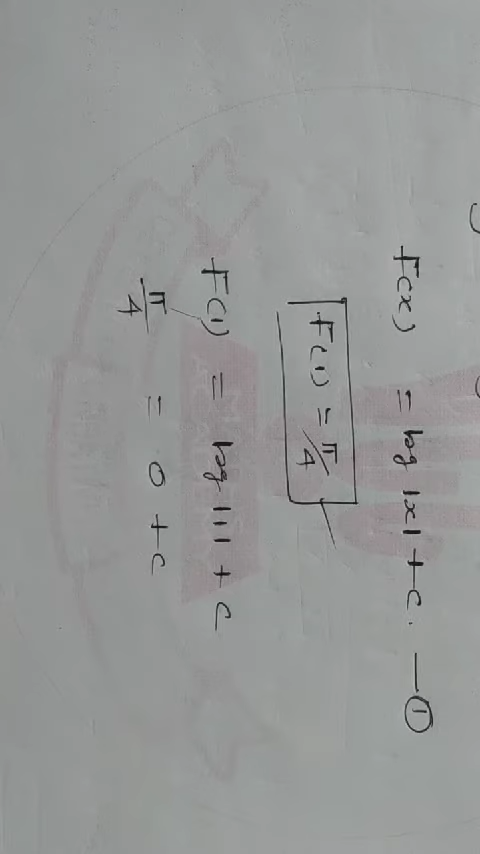 F(x) = log |x| + c. — ①
F(1) = π/4
F(1) = log |1| + c
π/4 = 0 + c